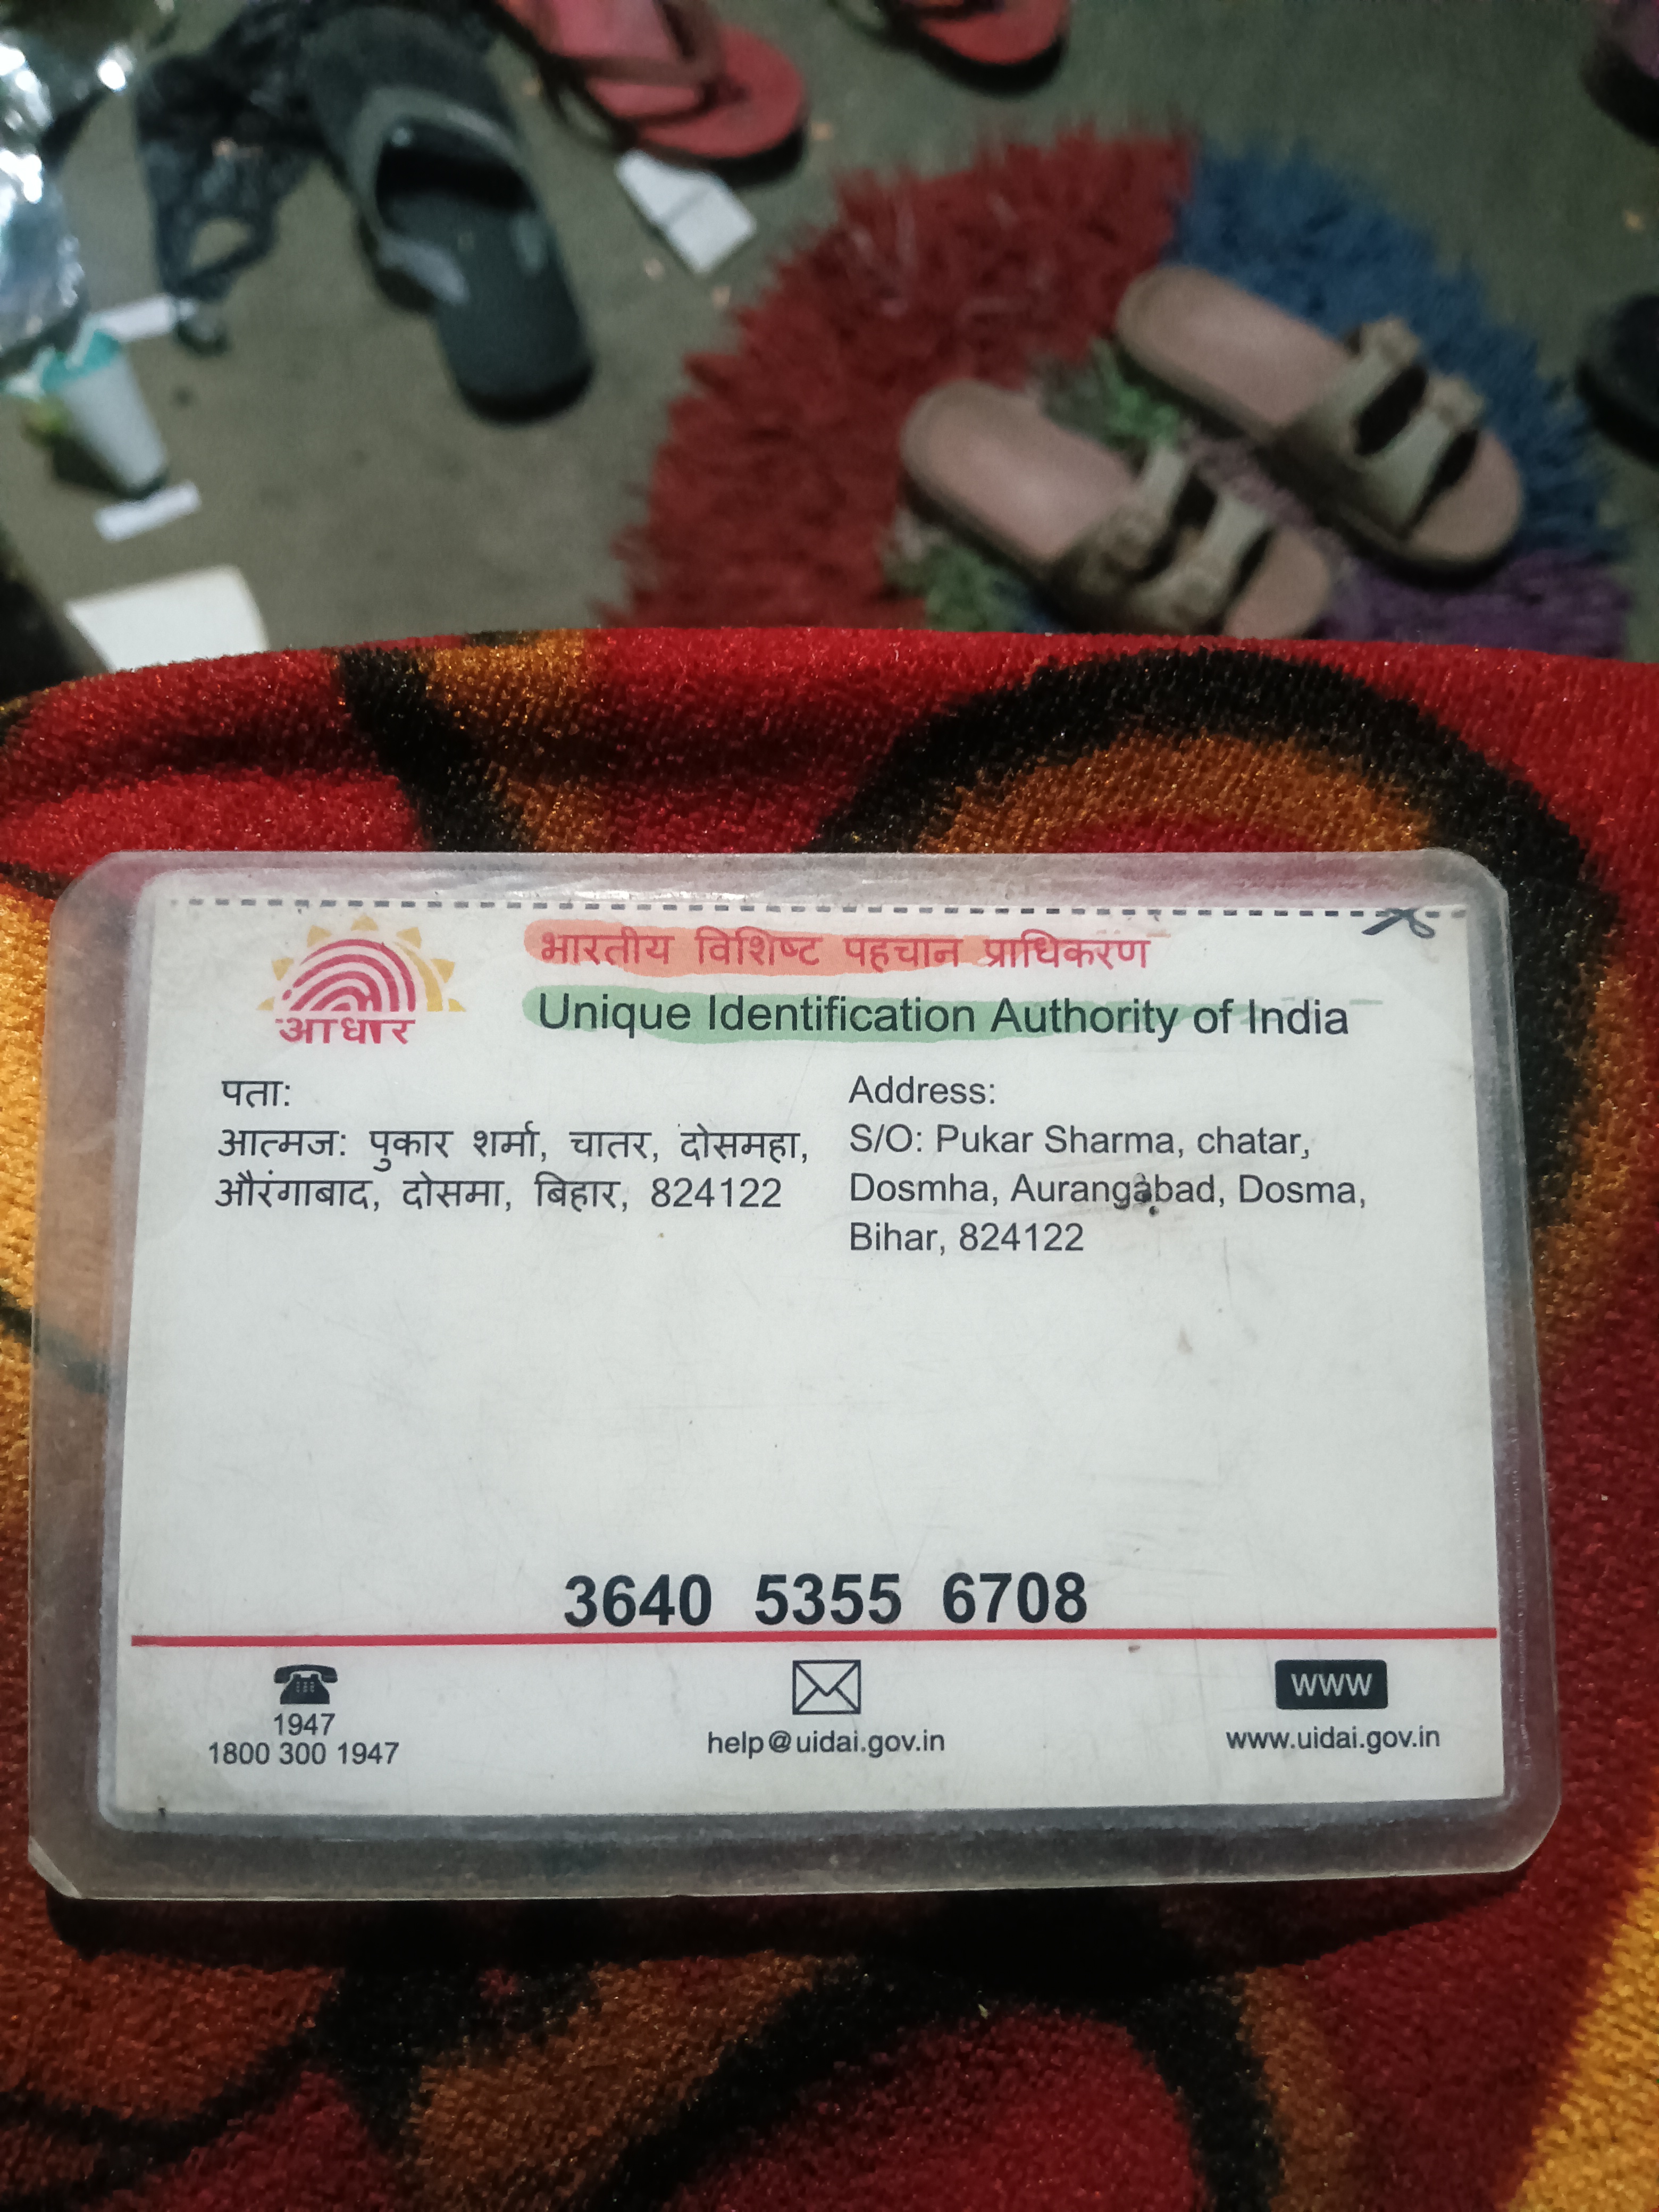 आधार
भारतीय विशिष्ट पहचान प्राधिकरण
Unique Identification Authority of India
पता:
आत्मज: पुकार शर्मा, चातर, दोसमहा,
औरंगाबाद, दोसमा, बिहार, 824122
Address:
S/O: Pukar Sharma, chatar,
Dosmha, Aurangabad, Dosma,
Bihar, 824122
3640 5355 6708
1947
1800 300 1947
help@uidai.gov.in
www
www.uidai.gov.in